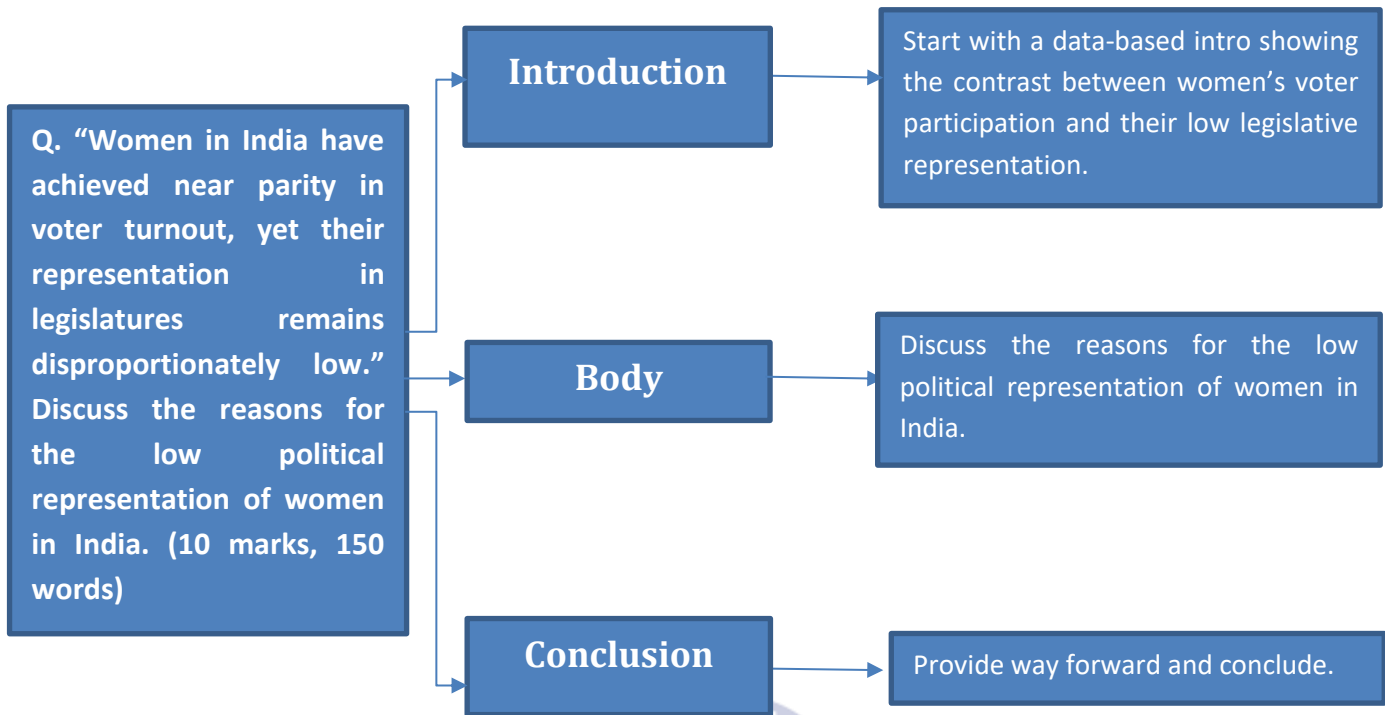 Q. “Women in India have
achieved near parity in
voter turnout, yet their
representation in
legislatures remains
disproportionately low.”
Discuss the reasons for
the low political
representation of women
in India. (10 marks, 150
words)
Introduction
Start with a data-based intro showing
the contrast between women’s voter
participation and their low legislative
representation.
Body
Discuss the reasons for the low
political representation of women in
India.
Conclusion
Provide way forward and conclude.